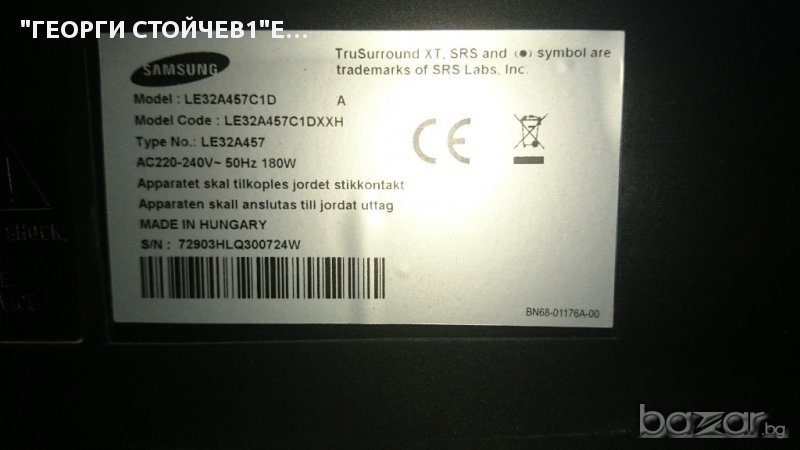 "ГЕОРГИ СТОЙЧЕВ1"Е...
SAMSUNG
TruSurround XT, SRS and (●) symbol are
trademarks of SRS Labs, Inc.
Model : LE32A457C1D A
Model Code : LE32A457C1DXXH
Type No.: LE32A457
AC220-240V~ 50Hz 180W
Apparatet skal tilkoples jordet stikkontakt
Apparaten skall anslutas till jordat uttag
MADE IN HUNGARY
S/N : 72903HLQ300724W
CE
BN68-01176A-00
SHOCK.
bazar.bg